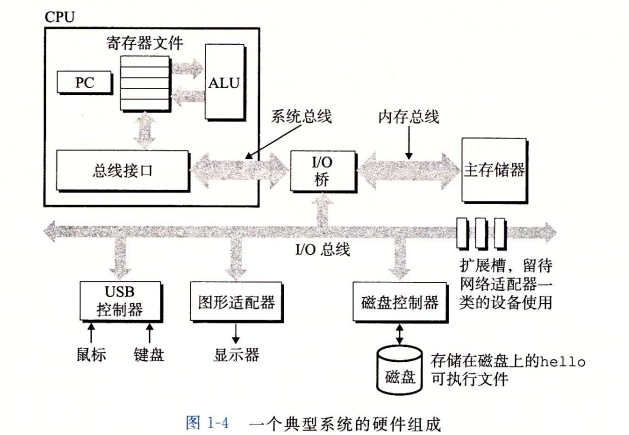 CPU
寄存器文件
PC
ALU
系统总线
内存总线
总线接口
I/O
桥
主存储器
I/O 总线
扩展槽，留待
网络适配器一
类的设备使用
USB
控制器
图形适配器
磁盘控制器
鼠标
键盘
显示器
磁盘
存储在磁盘上的hello
可执行文件
图 1-4 一个典型系统的硬件组成